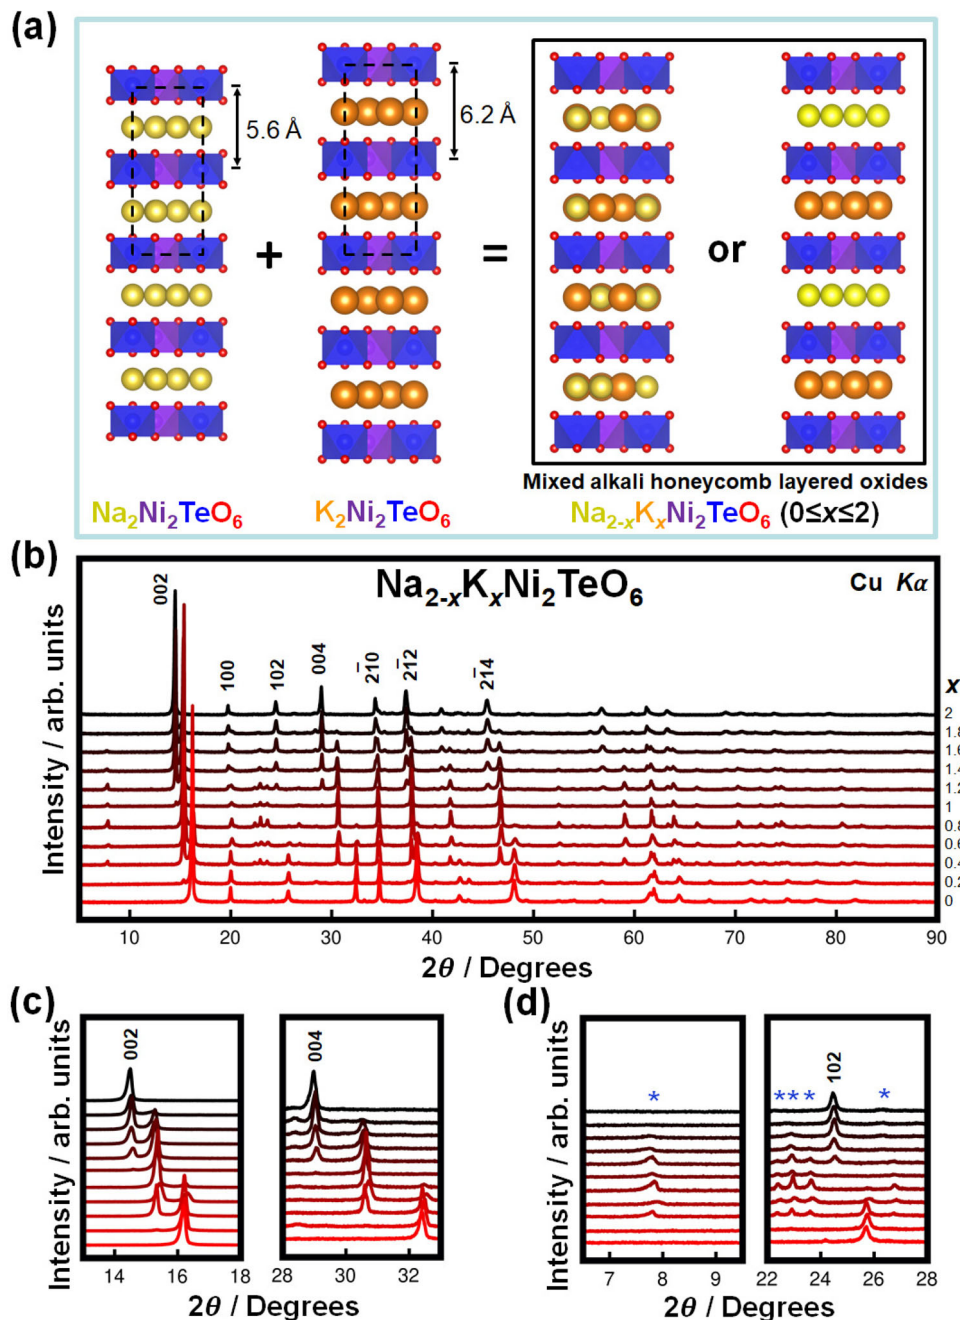 (a)
5.6 Å
6.2 Å
+
=
or
Mixed alkali honeycomb layered oxides
Na₂Ni₂TeO₆
K₂Ni₂TeO₆
Na₂₋ₓKₓNi₂TeO₆ (0≤x≤2)
(b)
Na₂₋ₓKₓNi₂TeO₆
Cu Kα
002
100
102
004
2̄10
2̄12
2̄14
x
2
1.8
1.6
1.4
1.2
1
0.8
0.6
0.4
0.2
0
Intensity / arb. units
10 20 30 40 50 60 70 80 90
2θ / Degrees
(c)
002
004
Intensity / arb. units
14 16 18
28 30 32
2θ / Degrees
(d)
*
** * *
102
Intensity / arb. units
7 8 9
22 24 26 28
2θ / Degrees